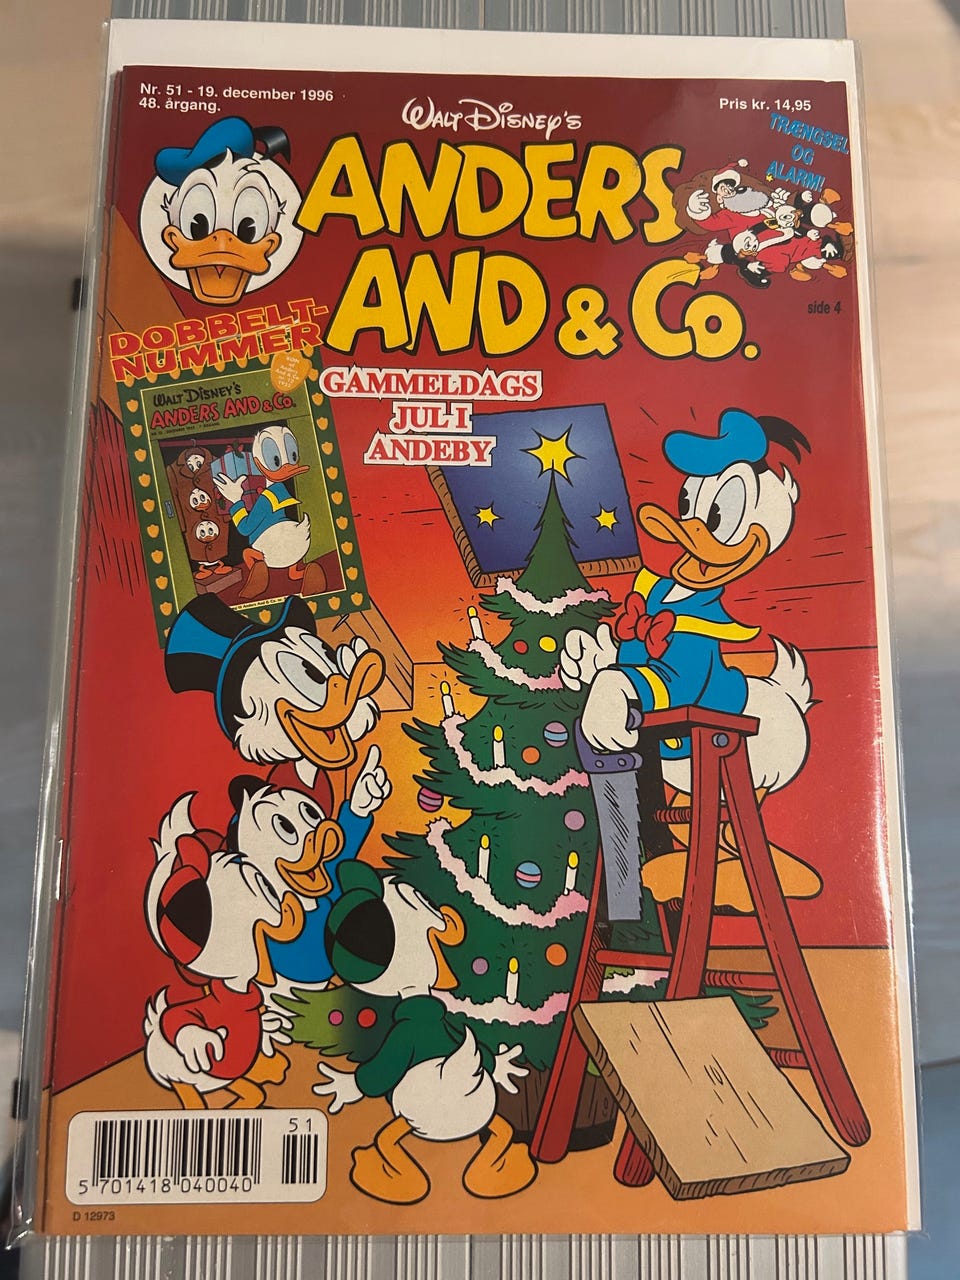 Nr. 51 - 19. december 1996
48. årgang.
WALT DISNEY'S
Pris kr. 14,95
ANDERS
AND & Co.
TRÆNGSEL
OG
ALARM!
side 4
DOBBELT-
NUMMER
GAMMELDAGS
JUL I
ANDEBY
WALT DISNEY'S
ANDERS AND & Co.
51
5 701418 040040
D 12973